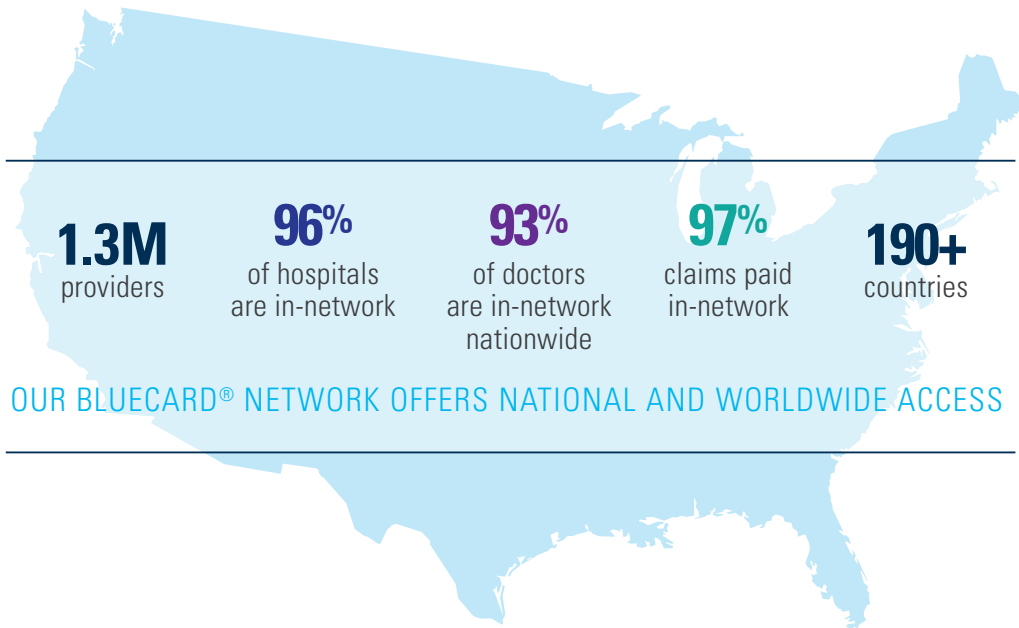 1.3M
providers
96%
of hospitals
are in-network
93%
of doctors
are in-network
nationwide
97%
claims paid
in-network
190+
countries
OUR BLUECARD® NETWORK OFFERS NATIONAL AND WORLDWIDE ACCESS